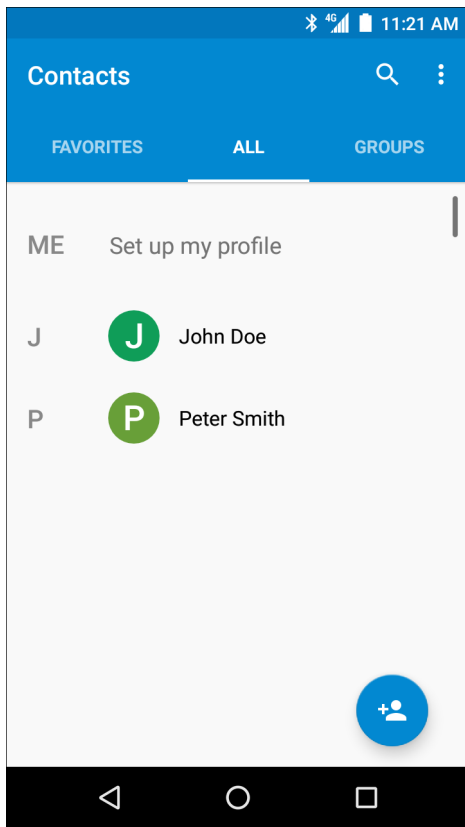 4G 11:21 AM
Contacts
FAVORITES ALL GROUPS
ME Set up my profile
J J John Doe
P P Peter Smith